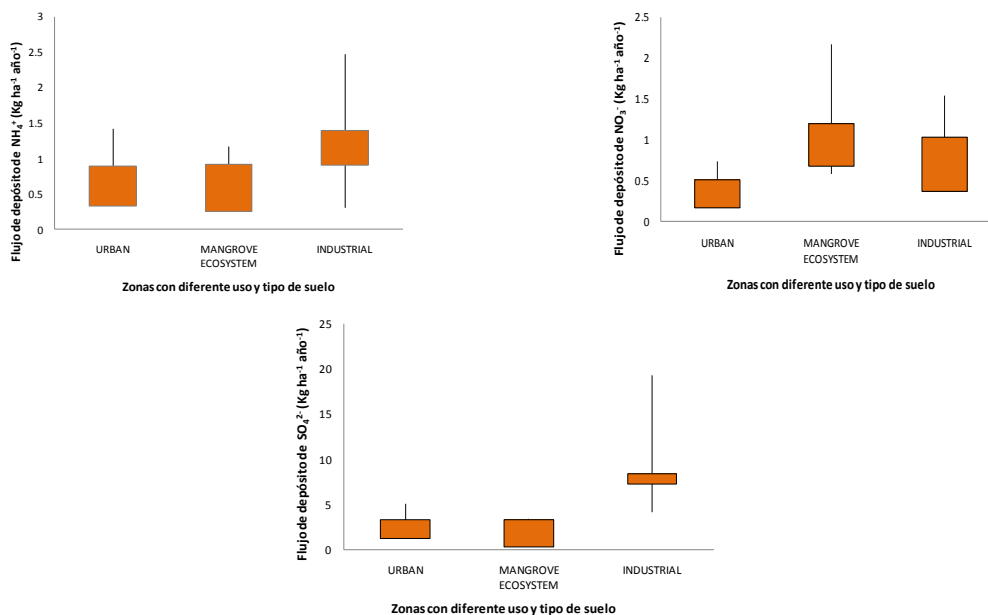 Flujo de depósito de NH₄⁺ (Kg ha⁻¹ año⁻¹)
3
2.5
2
1.5
1
0.5
0
URBAN
MANGROVE
ECOSYSTEM
INDUSTRIAL
Zonas con diferente uso y tipo de suelo
Flujo de depósito de NO₃⁻ (Kg ha⁻¹ año⁻¹)
2.5
2
1.5
1
0.5
0
URBAN
MANGROVE
ECOSYSTEM
INDUSTRIAL
Zonas con diferente uso y tipo de suelo
Flujo de depósito de SO₄²⁻ (Kg ha⁻¹ año⁻¹)
25
20
15
10
5
0
URBAN
MANGROVE
ECOSYSTEM
INDUSTRIAL
Zonas con diferente uso y tipo de suelo